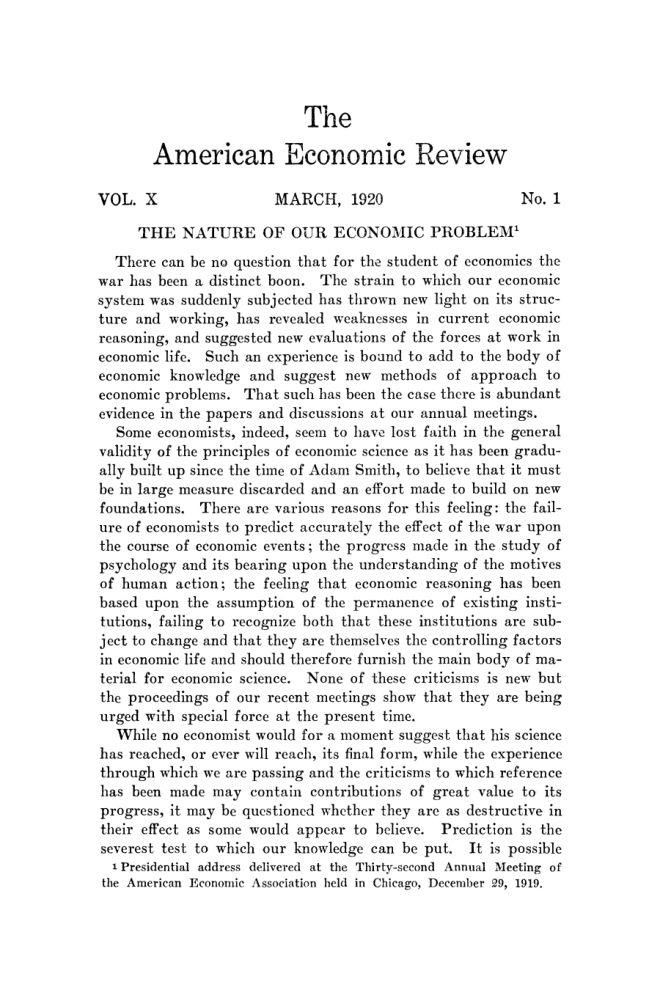 The
American Economic Review
VOL. X MARCH, 1920 No. 1
THE NATURE OF OUR ECONOMIC PROBLEM¹
There can be no question that for the student of economics the
war has been a distinct boon. The strain to which our economic
system was suddenly subjected has thrown new light on its struc-
ture and working, has revealed weaknesses in current economic
reasoning, and suggested new evaluations of the forces at work in
economic life. Such an experience is bound to add to the body of
economic knowledge and suggest new methods of approach to
economic problems. That such has been the case there is abundant
evidence in the papers and discussions at our annual meetings.
Some economists, indeed, seem to have lost faith in the general
validity of the principles of economic science as it has been gradu-
ally built up since the time of Adam Smith, to believe that it must
be in large measure discarded and an effort made to build on new
foundations. There are various reasons for this feeling: the fail-
ure of economists to predict accurately the effect of the war upon
the course of economic events; the progress made in the study of
psychology and its bearing upon the understanding of the motives
of human action; the feeling that economic reasoning has been
based upon the assumption of the permanence of existing insti-
tutions, failing to recognize both that these institutions are sub-
ject to change and that they are themselves the controlling factors
in economic life and should therefore furnish the main body of ma-
terial for economic science. None of these criticisms is new but
the proceedings of our recent meetings show that they are being
urged with special force at the present time.
While no economist would for a moment suggest that his science
has reached, or ever will reach, its final form, while the experience
through which we are passing and the criticisms to which reference
has been made may contain contributions of great value to its
progress, it may be questioned whether they are as destructive in
their effect as some would appear to believe. Prediction is the
severest test to which our knowledge can be put. It is possible
¹ Presidential address delivered at the Thirty-second Annual Meeting of
the American Economic Association held in Chicago, December 29, 1919.